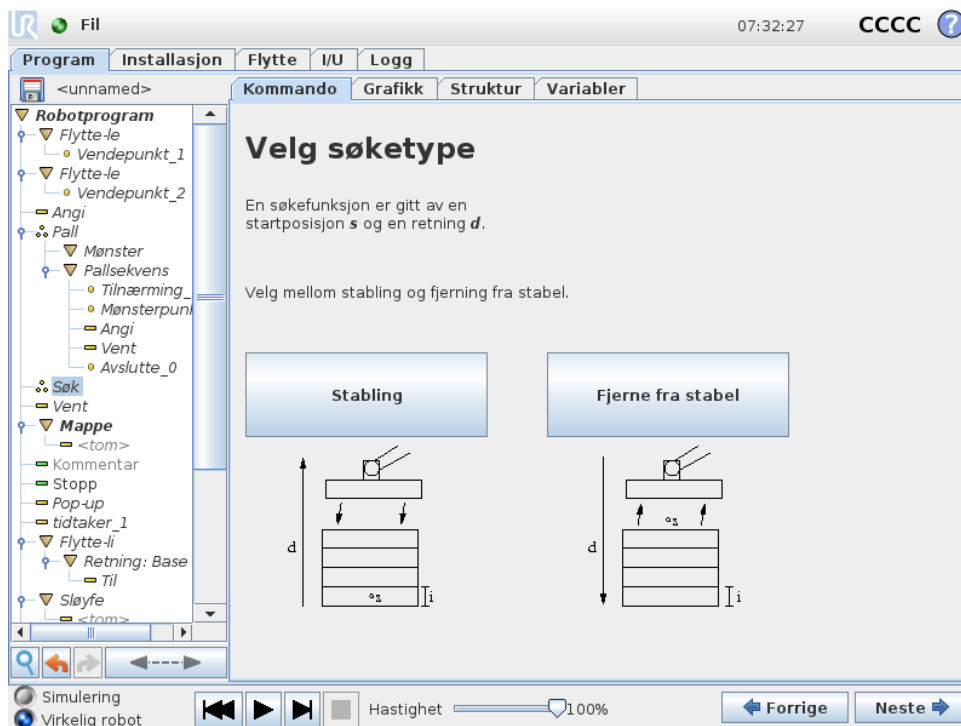 UR Fil 07:32:27 CCCC ?
Program Installasjon Flytte I/U Logg
<unnamed>
Kommando Grafikk Struktur Variabler
Robotprogram
Flytte-le
Vendepunkt_1
Flytte-le
Vendepunkt_2
Angi
Pall
Mønster
Pallsekvens
Tilnærming_
Mønsterpun
Angi
Vent
Avslutte_0
Søk
Vent
Mappe
<tom>
Kommentar
Stopp
Pop-up
tidtaker_1
Flytte-li
Retning: Base
Til
Sløyfe
<tom>
Velg søketype
En søkefunksjon er gitt av en
startposisjon s og en retning d.
Velg mellom stabling og fjerning fra stabel.
Stabling
Fjerne fra stabel
d
s
i
d
s
i
Simulering
Virkelig robot
Hastighet 100%
Forrige
Neste